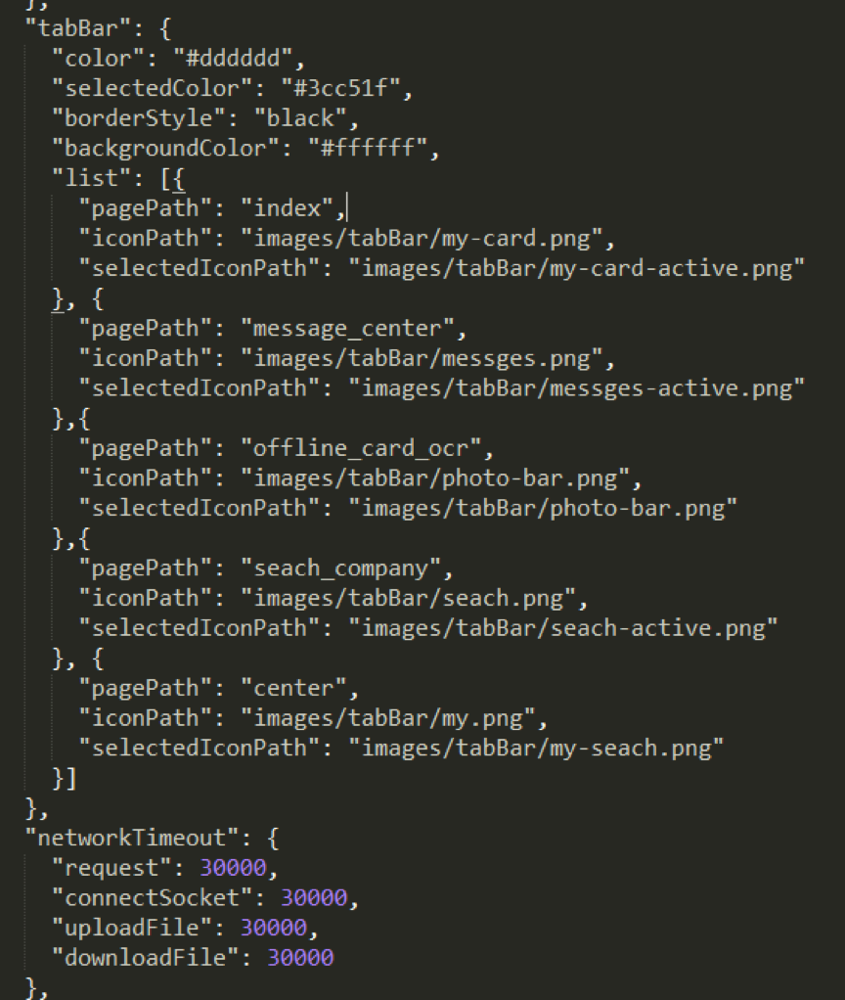 },
"tabBar": {
"color": "#dddddd",
"selectedColor": "#3cc51f",
"borderStyle": "black",
"backgroundColor": "#ffffff",
"list": [{
"pagePath": "index",
"iconPath": "images/tabBar/my-card.png",
"selectedIconPath": "images/tabBar/my-card-active.png"
}, {
"pagePath": "message_center",
"iconPath": "images/tabBar/messges.png",
"selectedIconPath": "images/tabBar/messges-active.png"
},{
"pagePath": "offline_card_ocr",
"iconPath": "images/tabBar/photo-bar.png",
"selectedIconPath": "images/tabBar/photo-bar.png"
},{
"pagePath": "seach_company",
"iconPath": "images/tabBar/seach.png",
"selectedIconPath": "images/tabBar/seach-active.png"
}, {
"pagePath": "center",
"iconPath": "images/tabBar/my.png",
"selectedIconPath": "images/tabBar/my-seach.png"
}]
},
"networkTimeout": {
"request": 30000,
"connectSocket": 30000,
"uploadFile": 30000,
"downloadFile": 30000
},